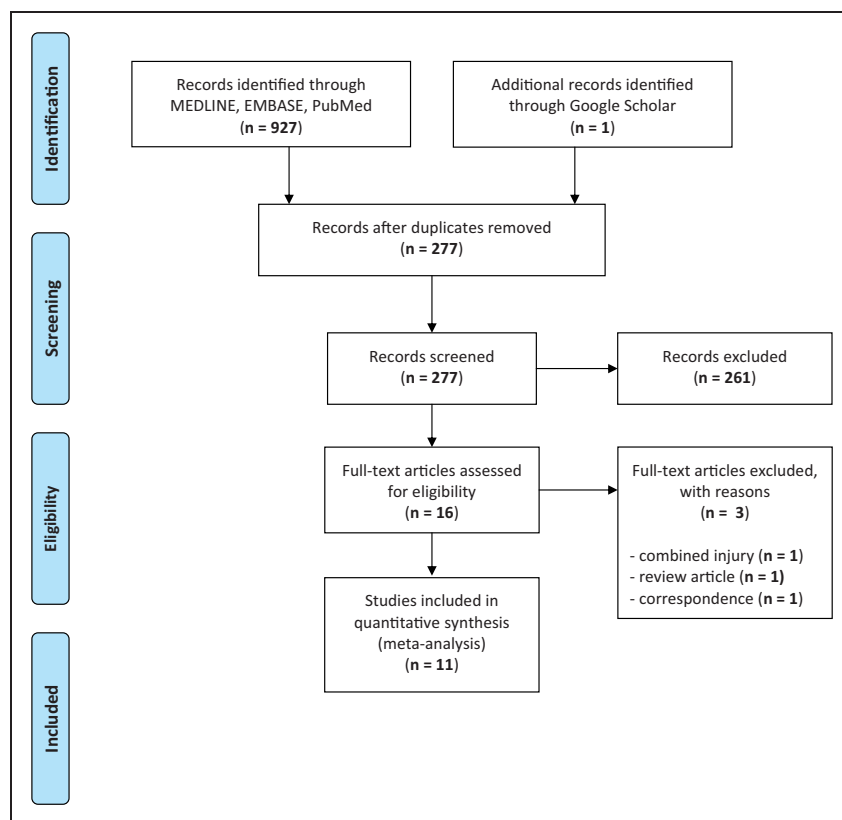 Identification
Records identified through
MEDLINE, EMBASE, PubMed
(n = 927)
Additional records identified
through Google Scholar
(n = 1)
Records after duplicates removed
(n = 277)
Screening
Records screened
(n = 277)
Records excluded
(n = 261)
Eligibility
Full-text articles assessed
for eligibility
(n = 16)
Full-text articles excluded,
with reasons
(n = 3)
- combined injury (n = 1)
- review article (n = 1)
- correspondence (n = 1)
Studies included in
quantitative synthesis
(meta-analysis)
(n = 11)
Included